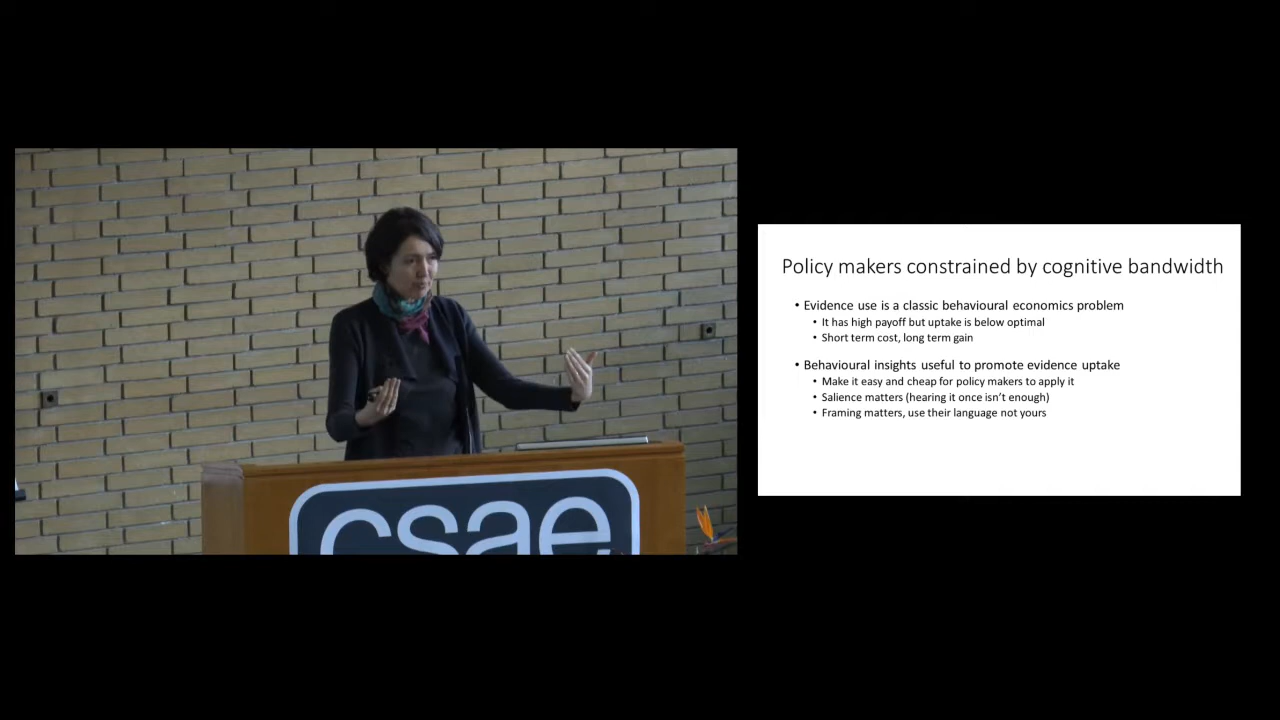 csae
Policy makers constrained by cognitive bandwidth
• Evidence use is a classic behavioural economics problem
• It has high payoff but uptake is below optimal
• Short term cost, long term gain
• Behavioural insights useful to promote evidence uptake
• Make it easy and cheap for policy makers to apply it
• Salience matters (hearing it once isn't enough)
• Framing matters, use their language not yours